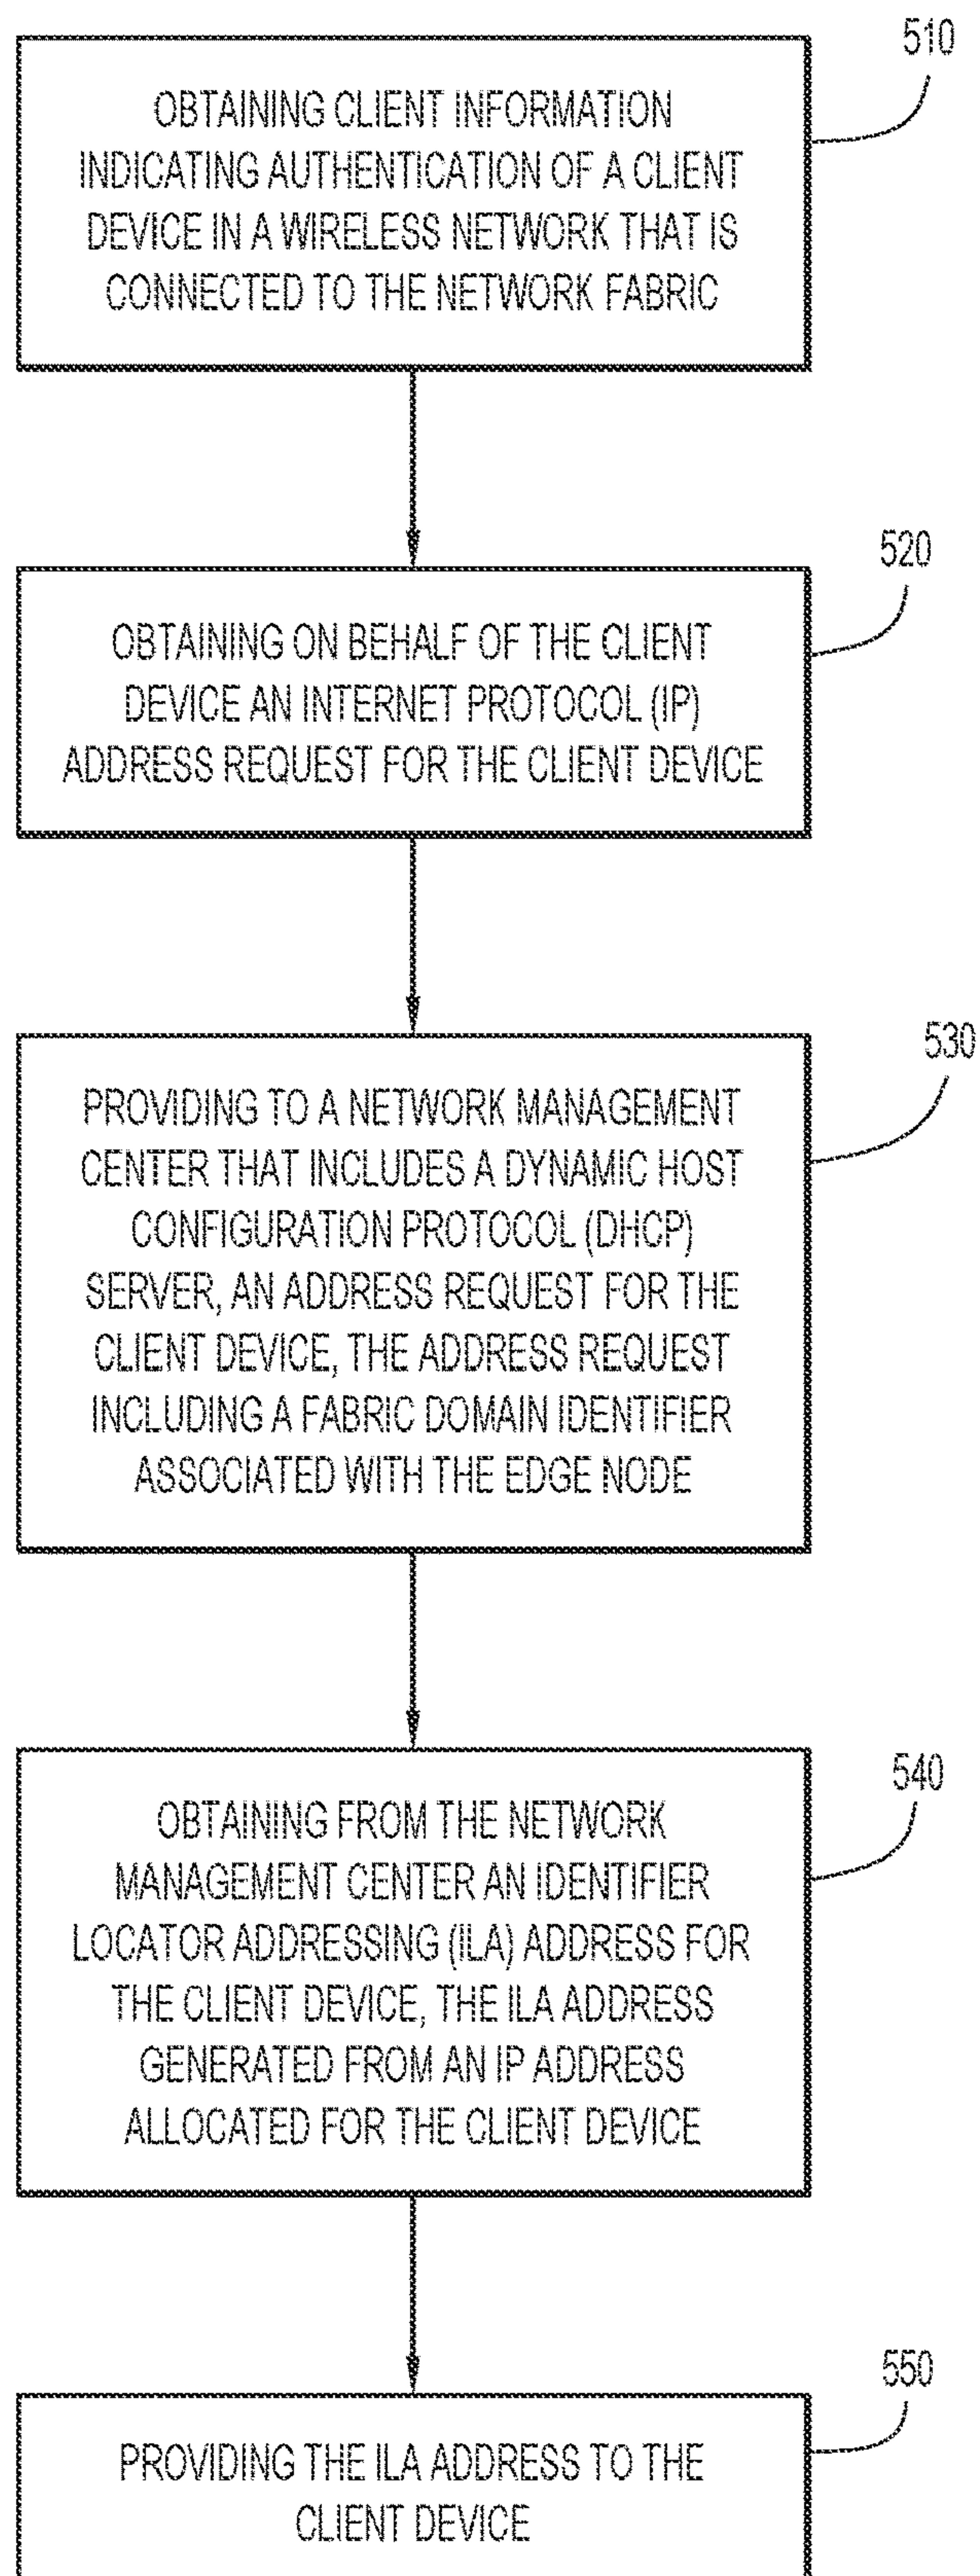 510
OBTAINING CLIENT INFORMATION
INDICATING AUTHENTICATION OF A CLIENT
DEVICE IN A WIRELESS NETWORK THAT IS
CONNECTED TO THE NETWORK FABRIC
520
OBTAINING ON BEHALF OF THE CLIENT
DEVICE AN INTERNET PROTOCOL (IP)
ADDRESS REQUEST FOR THE CLIENT DEVICE
530
PROVIDING TO A NETWORK MANAGEMENT
CENTER THAT INCLUDES A DYNAMIC HOST
CONFIGURATION PROTOCOL (DHCP)
SERVER, AN ADDRESS REQUEST FOR THE
CLIENT DEVICE, THE ADDRESS REQUEST
INCLUDING A FABRIC DOMAIN IDENTIFIER
ASSOCIATED WITH THE EDGE NODE
540
OBTAINING FROM THE NETWORK
MANAGEMENT CENTER AN IDENTIFIER
LOCATOR ADDRESSING (ILA) ADDRESS FOR
THE CLIENT DEVICE, THE ILA ADDRESS
GENERATED FROM AN IP ADDRESS
ALLOCATED FOR THE CLIENT DEVICE
550
PROVIDING THE ILA ADDRESS TO THE
CLIENT DEVICE